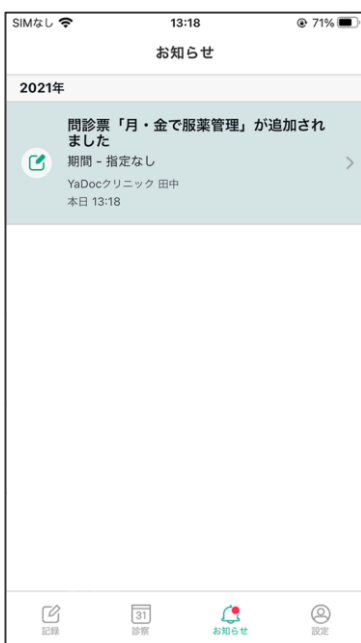 SIMなし 13:18 71%
お知らせ
2021年
問診票「月・金で服薬管理」が追加され
ました
期間 – 指定なし
YaDocクリニック 田中
本日 13:18
31
記録 診察 お知らせ 設定